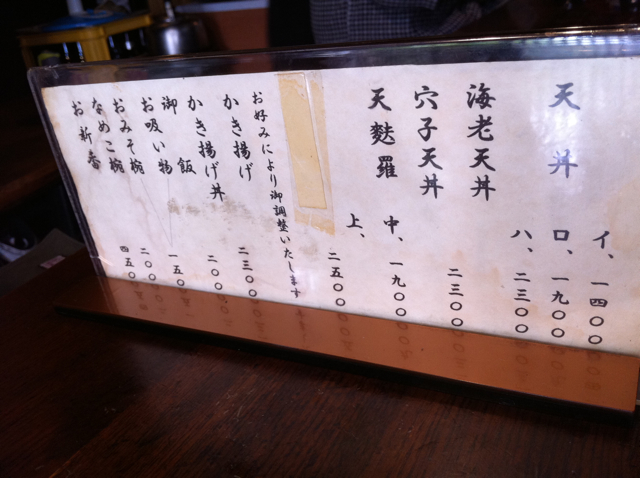 天丼
イ、一四〇〇
ロ、一九〇〇
ハ、二三〇〇
海老天丼
穴子天丼 二三〇〇
天麩羅
中、一九〇〇
上、二五〇〇
お好みにより御調整いたします
かき揚げ
かき揚げ丼 二三〇〇
御飯 二〇〇
お吸い物 一五〇
おみそ椀
なめこ椀 二〇〇
お新香 四五〇